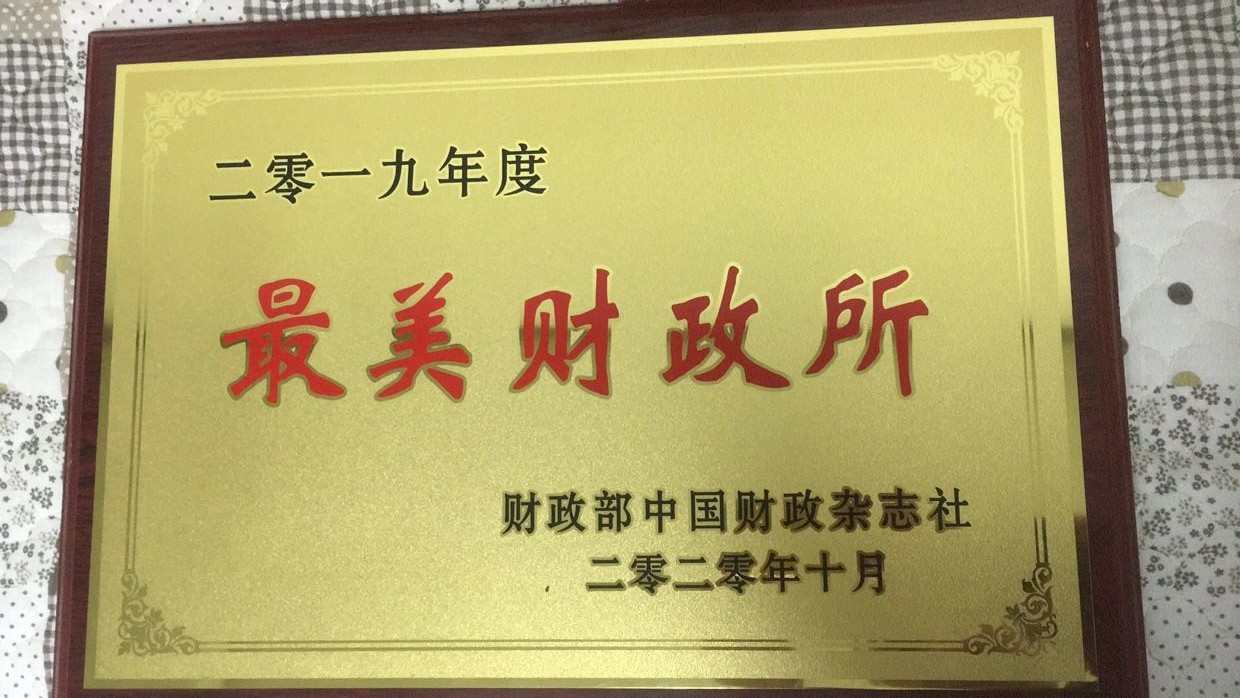 二零一九年度
最美财政所
财政部中国财政杂志社
二零二零年十月